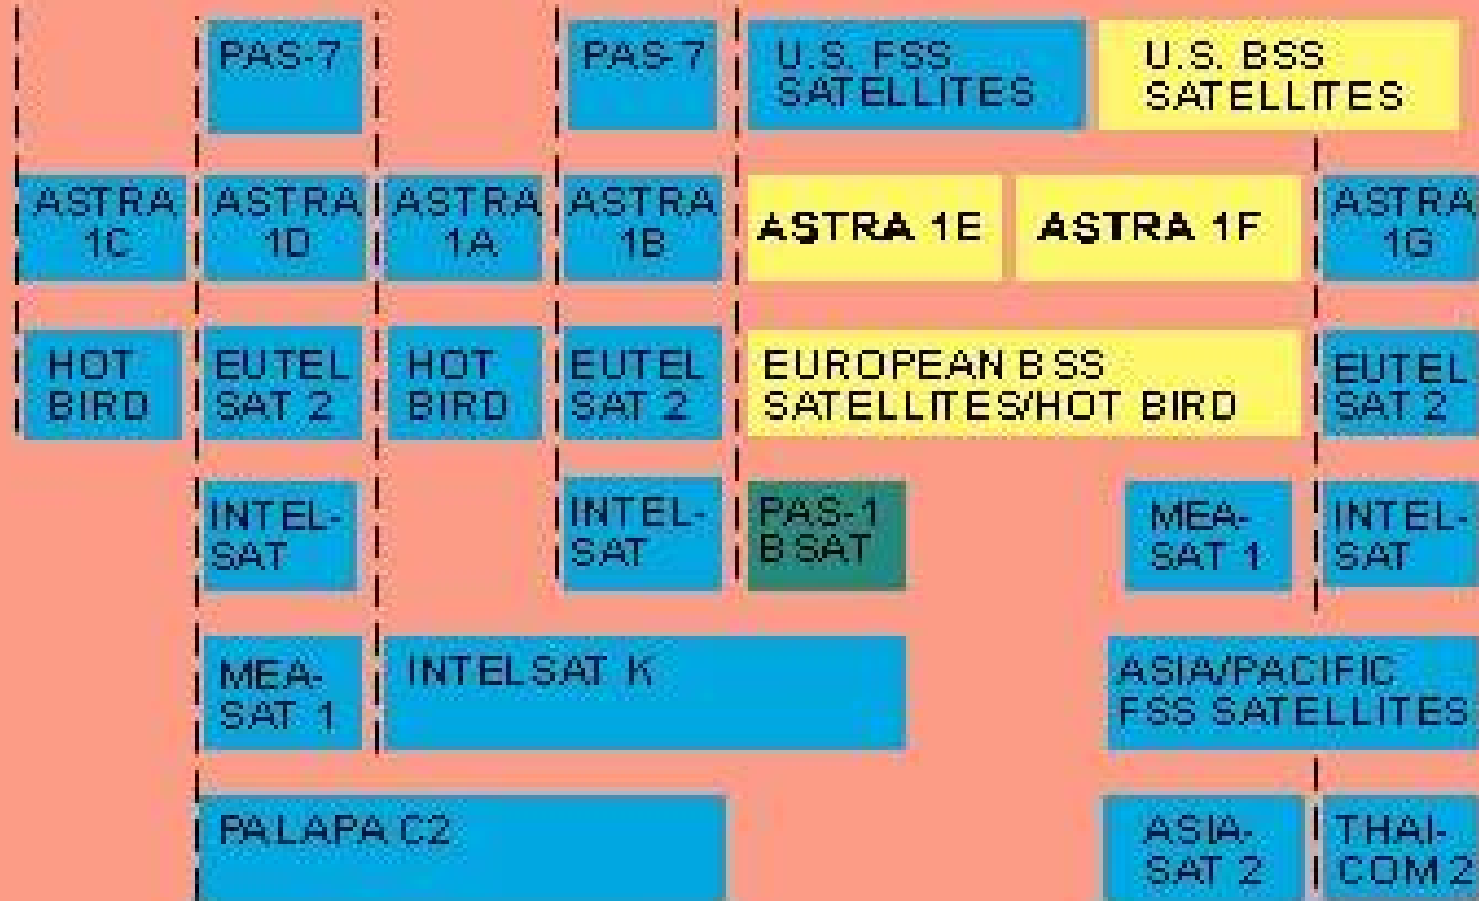 PAS-7
PAS-7
U.S. FSS
SATELLITES
U.S. BSS
SATELLITES
ASTRA
1C
ASTRA
1D
ASTRA
1A
ASTRA
1B
ASTRA 1E
ASTRA 1F
ASTRA
1G
HOT
BIRD
EUTEL
SAT 2
HOT
BIRD
EUTEL
SAT 2
EUROPEAN BSS
SATELLITES/HOT BIRD
EUTEL
SAT 2
INTEL-
SAT
INTEL-
SAT
PAS-1
BSAT
MEA-
SAT 1
INTEL-
SAT
MEA-
SAT 1
INTELSAT K
ASIA/PACIFIC
FSS SATELLITES
PALAPA C2
ASIA-
SAT 2
THAI-
COM 2